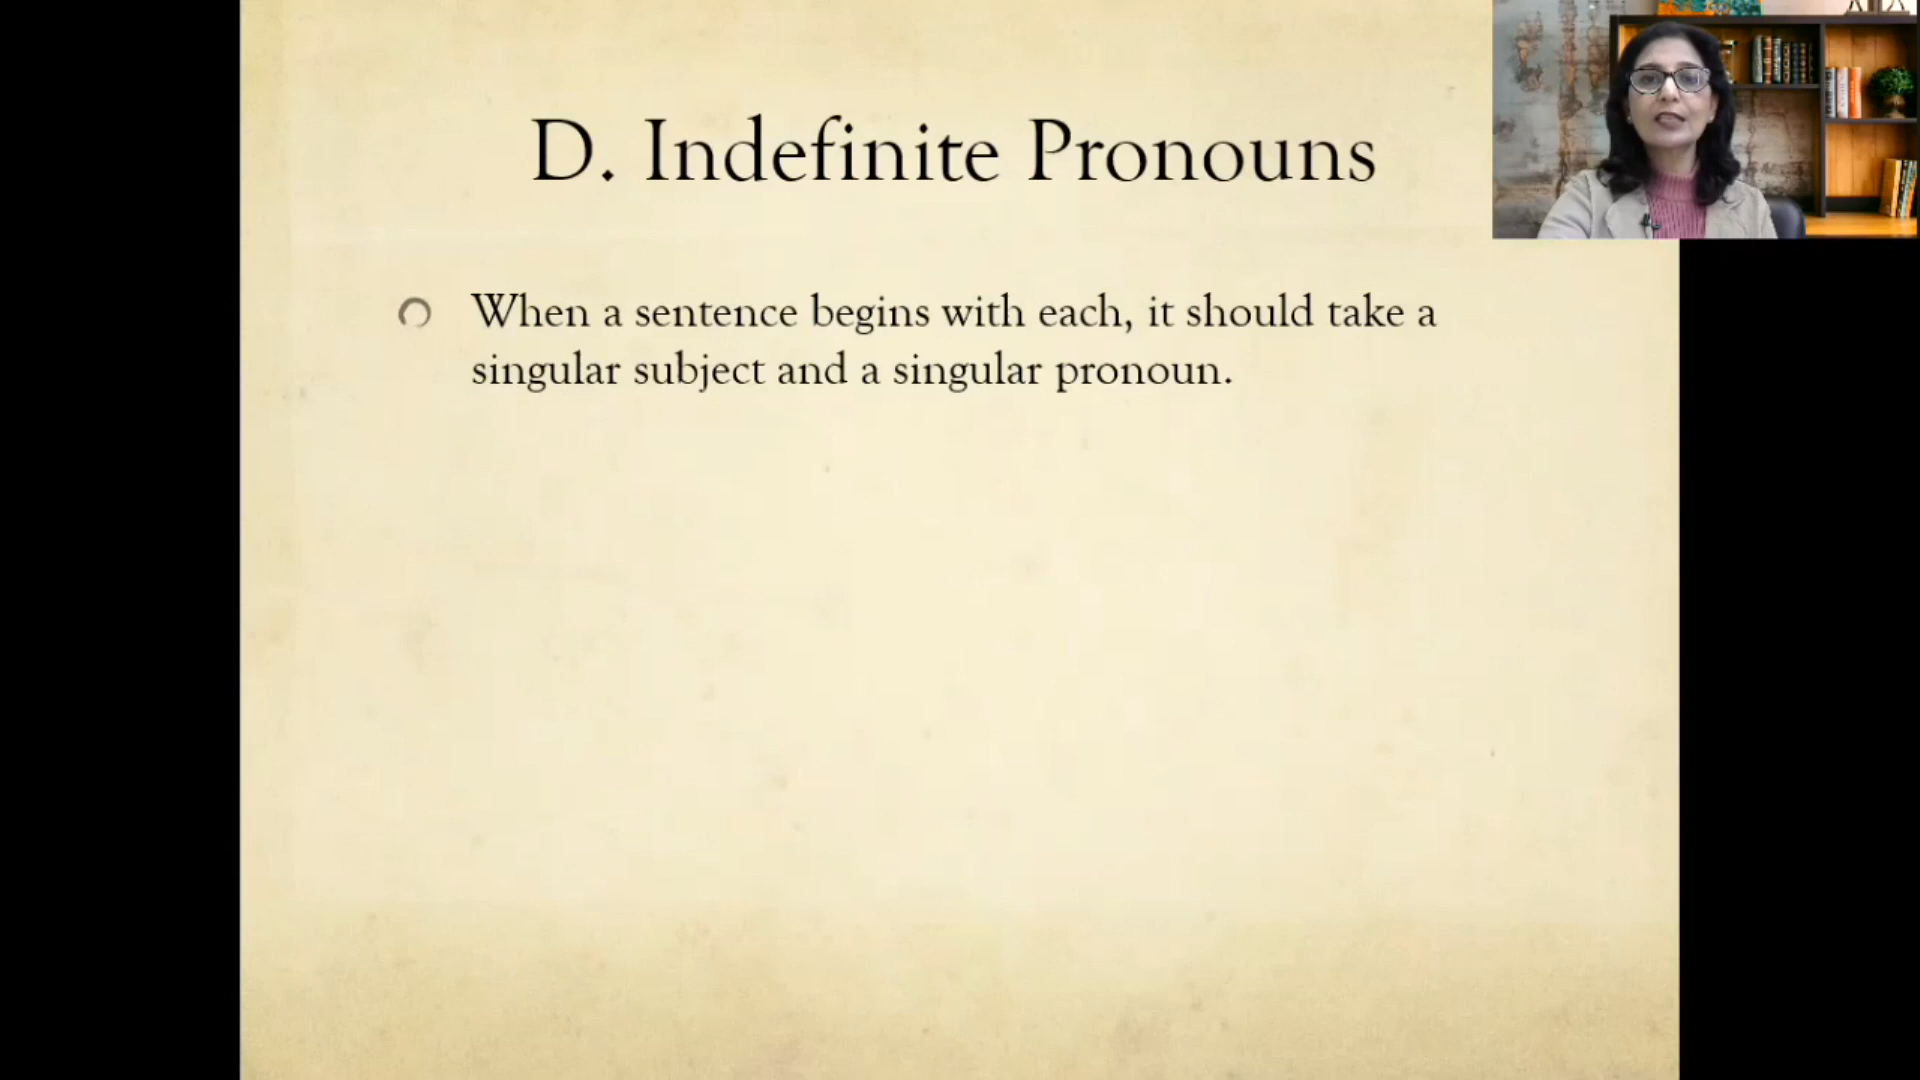 D. Indefinite Pronouns
When a sentence begins with each, it should take a
singular subject and a singular pronoun.